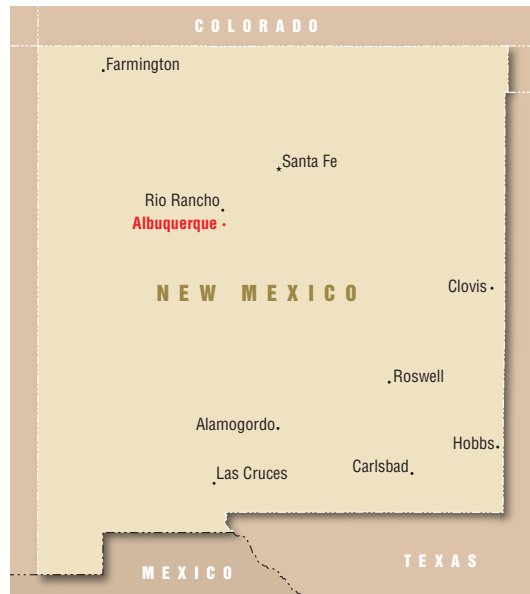 COLORADO
Farmington
Santa Fe
Rio Rancho
Albuquerque
NEW MEXICO
Clovis
Roswell
Alamogordo
Hobbs
Carlsbad
Las Cruces
TEXAS
MEXICO